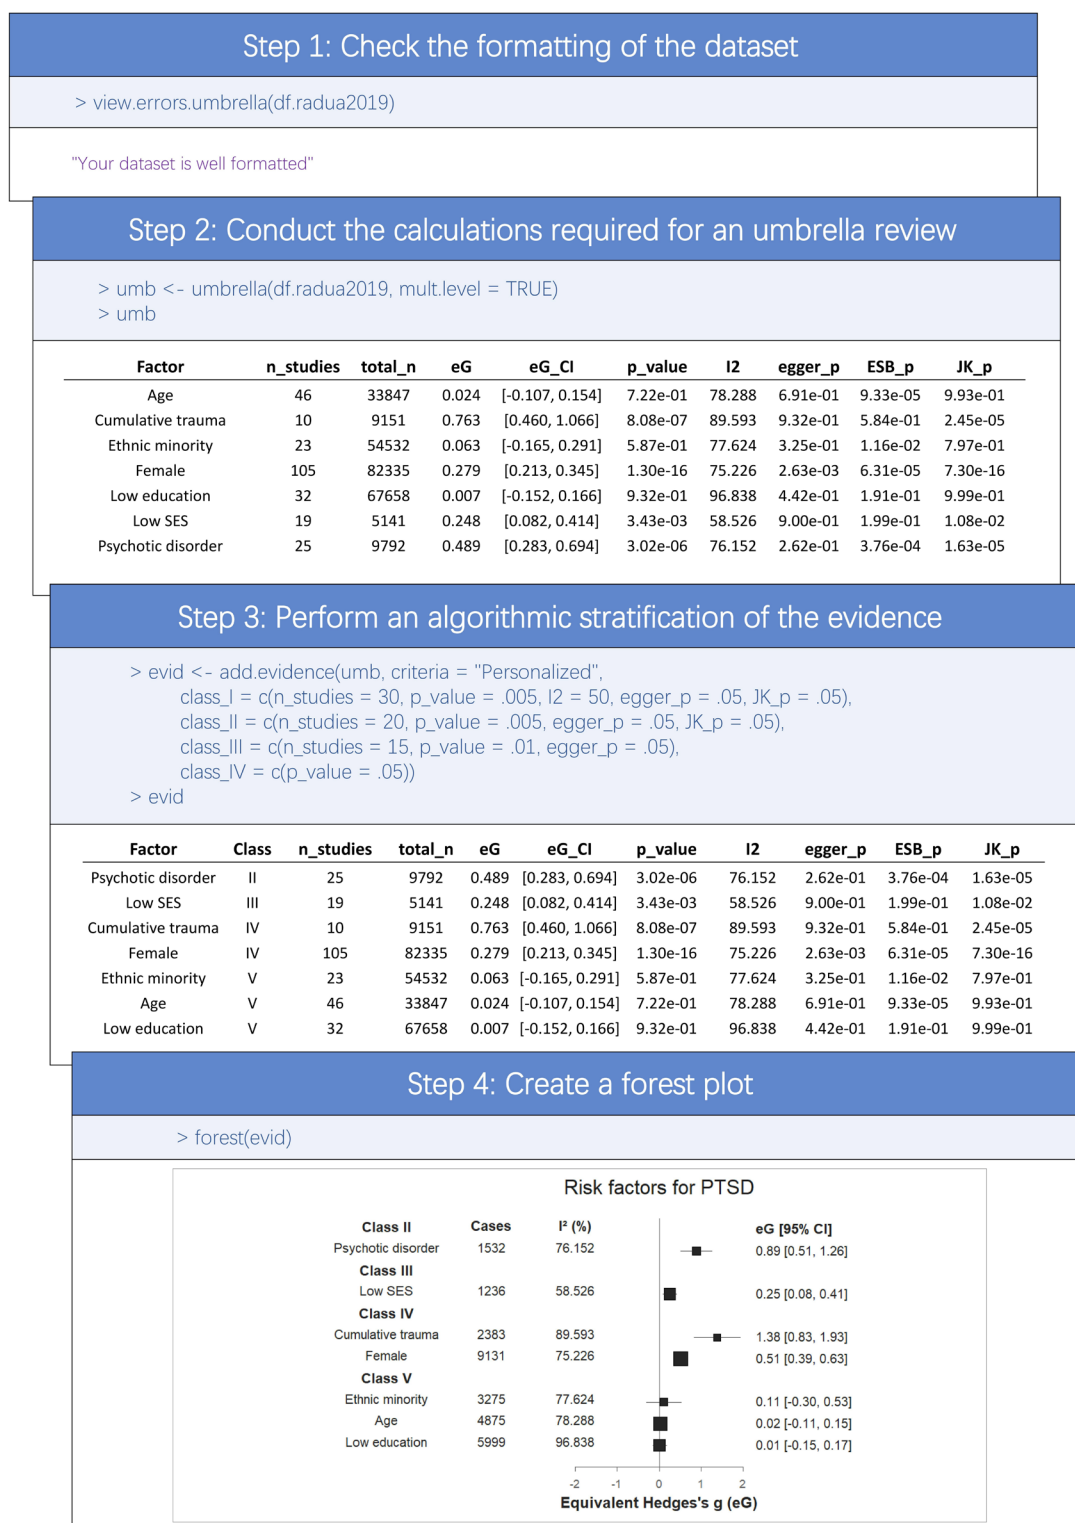 Step 1: Check the formatting of the dataset
> view.errors.umbrella(df.radua2019)
"Your dataset is well formatted"
Step 2: Conduct the calculations required for an umbrella review
> umb <- umbrella(df.radua2019, mult.level = TRUE)
> umb
Factor n_studies total_n eG eG_CI p_value I2 egger_p ESB_p JK_p
Age 46 33847 0.024 [-0.107, 0.154] 7.22e-01 78.288 6.91e-01 9.33e-05 9.93e-01
Cumulative trauma 10 9151 0.763 [0.460, 1.066] 8.08e-07 89.593 9.32e-01 5.84e-01 2.45e-05
Ethnic minority 23 54532 0.063 [-0.165, 0.291] 5.87e-01 77.624 3.25e-01 1.16e-02 7.97e-01
Female 105 82335 0.279 [0.213, 0.345] 1.30e-16 75.226 2.63e-03 6.31e-05 7.30e-16
Low education 32 67658 0.007 [-0.152, 0.166] 9.32e-01 96.838 4.42e-01 1.91e-01 9.99e-01
Low SES 19 5141 0.248 [0.082, 0.414] 3.43e-03 58.526 9.00e-01 1.99e-01 1.08e-02
Psychotic disorder 25 9792 0.489 [0.283, 0.694] 3.02e-06 76.152 2.62e-01 3.76e-04 1.63e-05
Step 3: Perform an algorithmic stratification of the evidence
> evid <- add.evidence(umb, criteria = "Personalized",
class_I = c(n_studies = 30, p_value = .005, I2 = 50, egger_p = .05, JK_p = .05),
class_II = c(n_studies = 20, p_value = .005, egger_p = .05, JK_p = .05),
class_III = c(n_studies = 15, p_value = .01, egger_p = .05),
class_IV = c(p_value = .05))
> evid
Factor Class n_studies total_n eG eG_CI p_value I2 egger_p ESB_p JK_p
Psychotic disorder II 25 9792 0.489 [0.283, 0.694] 3.02e-06 76.152 2.62e-01 3.76e-04 1.63e-05
Low SES III 19 5141 0.248 [0.082, 0.414] 3.43e-03 58.526 9.00e-01 1.99e-01 1.08e-02
Cumulative trauma IV 10 9151 0.763 [0.460, 1.066] 8.08e-07 89.593 9.32e-01 5.84e-01 2.45e-05
Female IV 105 82335 0.279 [0.213, 0.345] 1.30e-16 75.226 2.63e-03 6.31e-05 7.30e-16
Ethnic minority V 23 54532 0.063 [-0.165, 0.291] 5.87e-01 77.624 3.25e-01 1.16e-02 7.97e-01
Age V 46 33847 0.024 [-0.107, 0.154] 7.22e-01 78.288 6.91e-01 9.33e-05 9.93e-01
Low education V 32 67658 0.007 [-0.152, 0.166] 9.32e-01 96.838 4.42e-01 1.91e-01 9.99e-01
Step 4: Create a forest plot
> forest(evid)
Risk factors for PTSD
Class II Cases I² (%) eG [95% CI]
Psychotic disorder 1532 76.152 0.89 [0.51, 1.26]
Class III
Low SES 1236 58.526 0.25 [0.08, 0.41]
Class IV
Cumulative trauma 2383 89.593 1.38 [0.83, 1.93]
Female 9131 75.226 0.51 [0.39, 0.63]
Class V
Ethnic minority 3275 77.624 0.11 [-0.30, 0.53]
Age 4875 78.288 0.02 [-0.11, 0.15]
Low education 5999 96.838 0.01 [-0.15, 0.17]
-2 -1 0 1 2
Equivalent Hedges's g (eG)